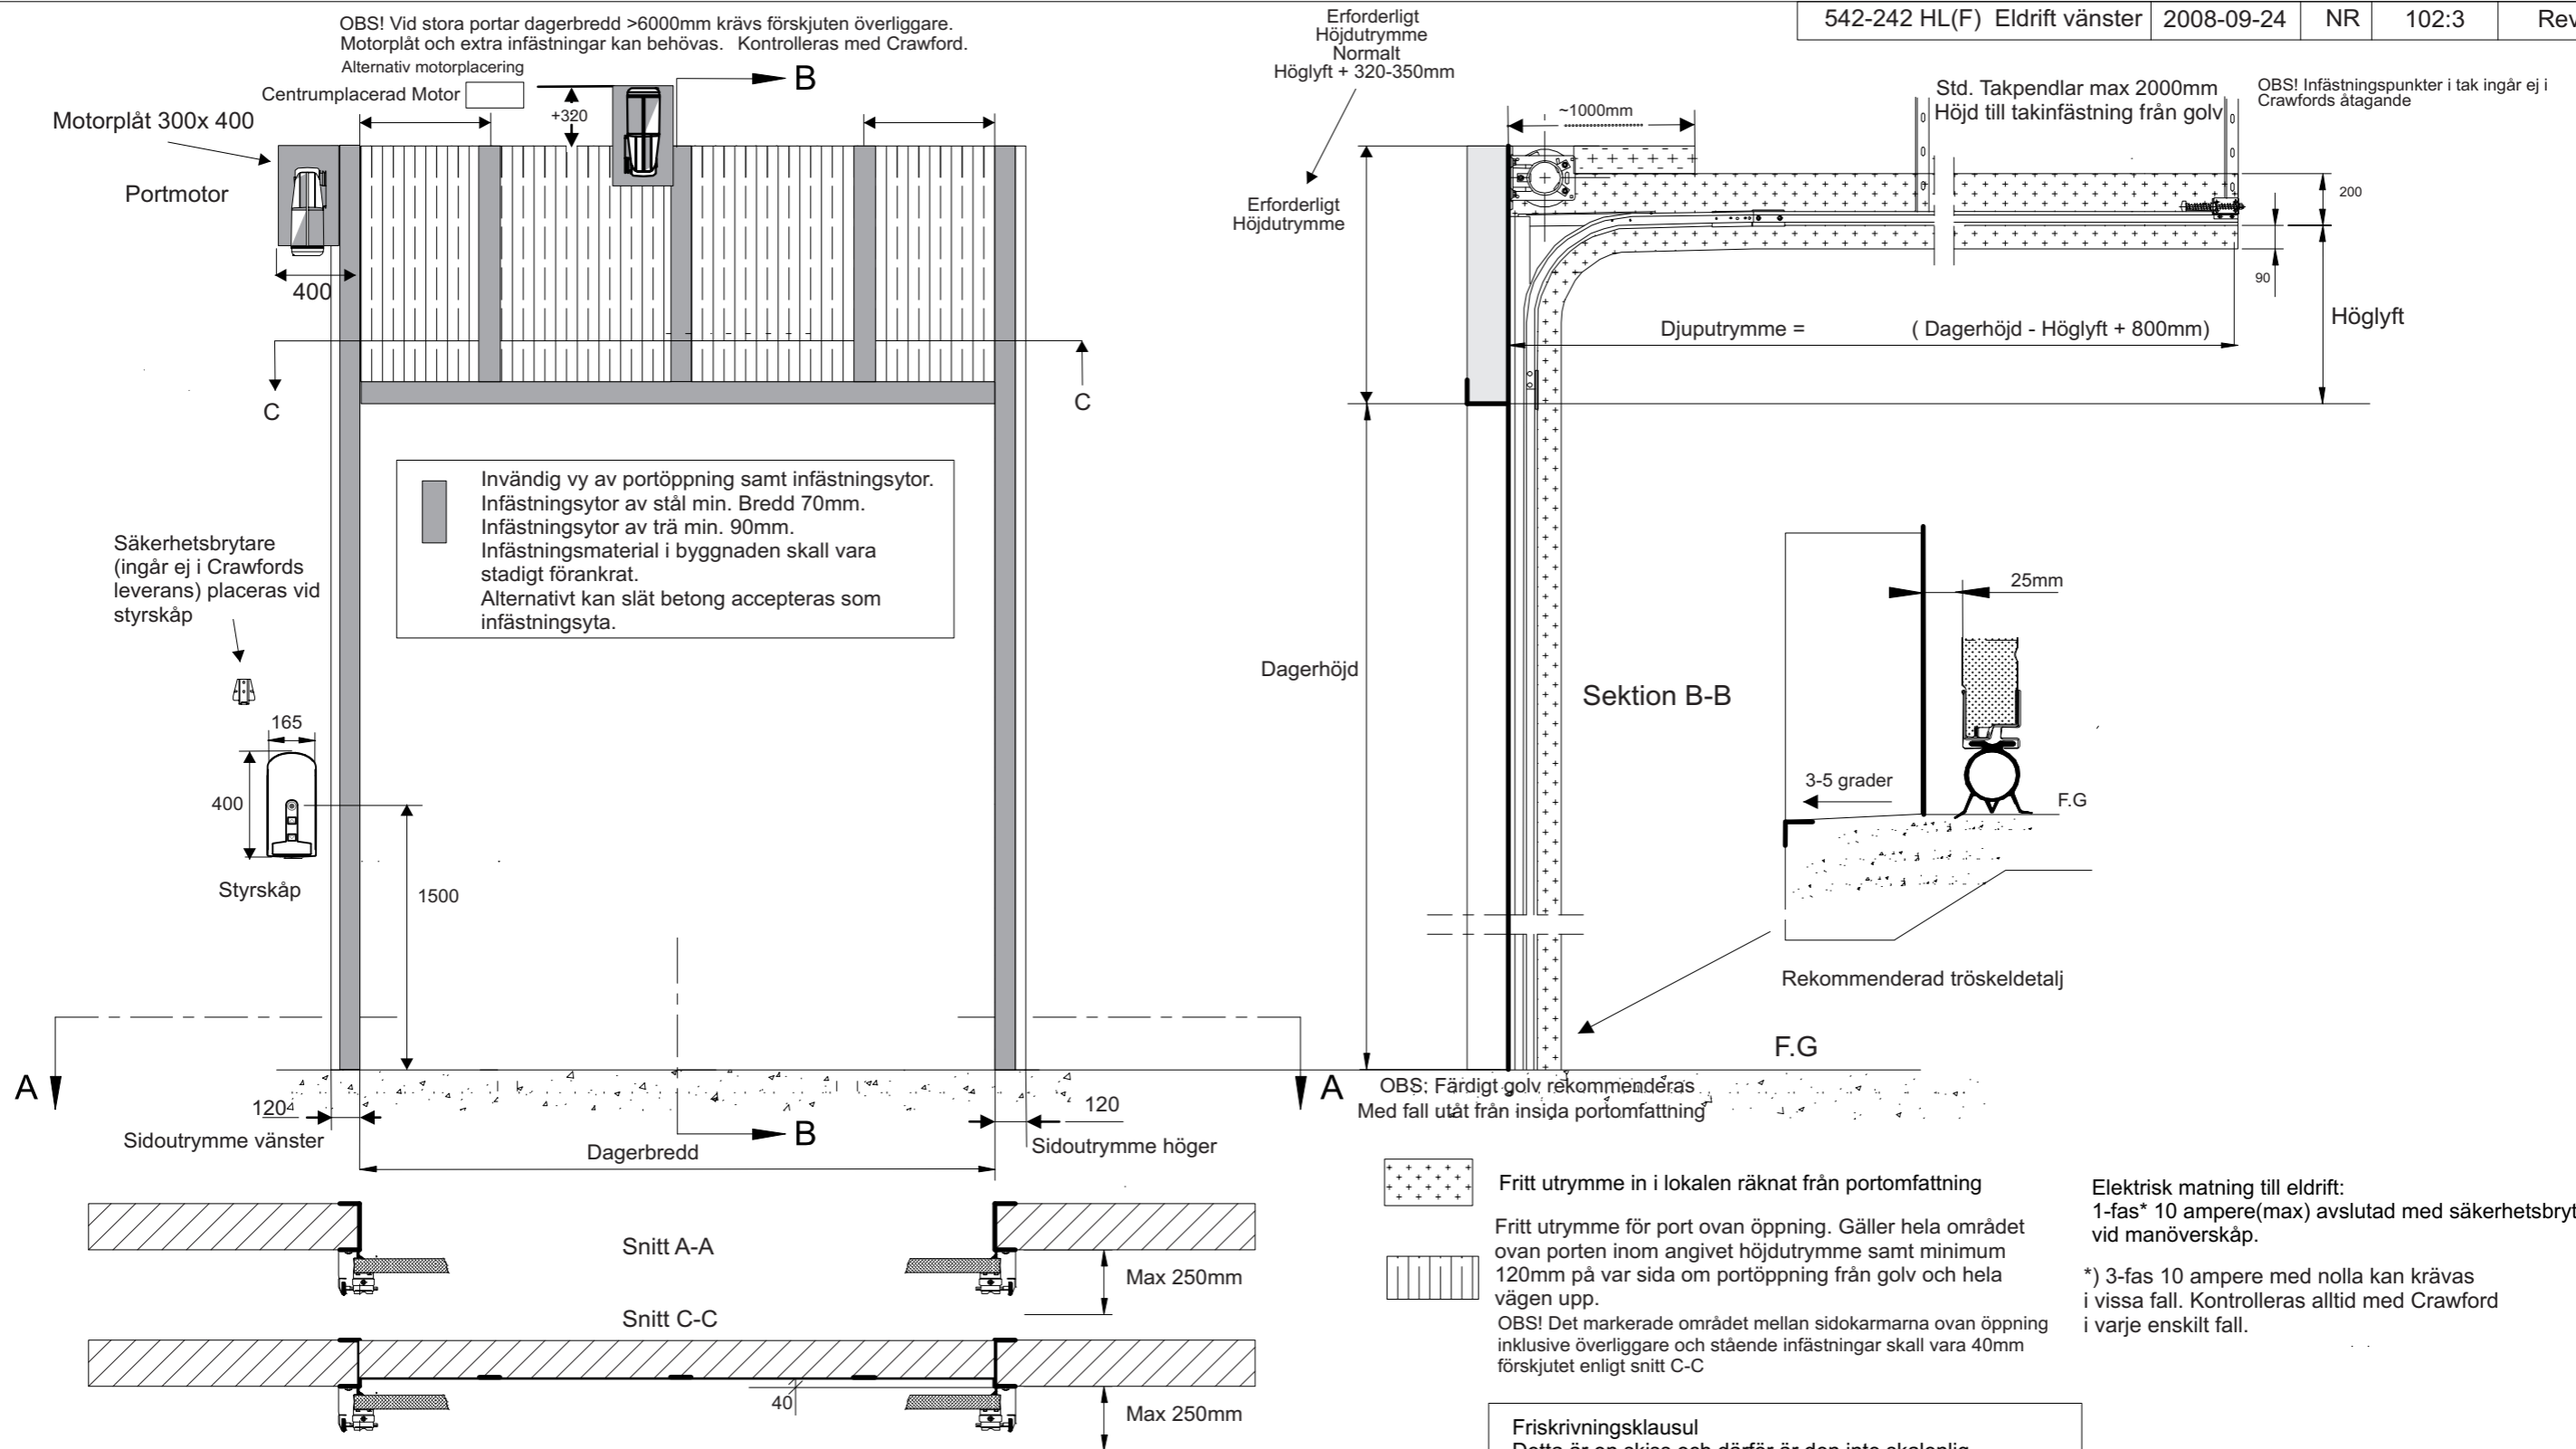 542-242 HL(F) Eldrift vänster 2008-09-24 NR 102:3 Rev
OBS! Vid stora portar dagerbredd >6000mm krävs förskjuten överliggare.
Motorplåt och extra infästningar kan behövas. Kontrolleras med Crawford.
Alternativ motorplacering
Centrumplacerad Motor
B
+320
Motorplåt 300x 400
Portmotor
400
C
C
Invändig vy av portöppning samt infästningsytor.
Infästningsytor av stål min. Bredd 70mm.
Infästningsytor av trä min. 90mm.
Infästningsmaterial i byggnaden skall vara
stadigt förankrat.
Alternativt kan slät betong accepteras som
infästningsyta.
Säkerhetsbrytare
(ingår ej i Crawfords
leverans) placeras vid
styrskåp
165
400
Styrskåp
1500
A
A
120
120
Sidoutrymme vänster
B
Sidoutrymme höger
Dagerbredd
Snitt A-A
Max 250mm
Snitt C-C
40
Max 250mm
Erforderligt
Höjdutrymme
Normalt
Höglyft + 320-350mm
~1000mm
Std. Takpendlar max 2000mm
Höjd till takinfästning från golv
OBS! Infästningspunkter i tak ingår ej i
Crawfords åtagande
Erforderligt
Höjdutrymme
200
90
Höglyft
Djuputrymme = ( Dagerhöjd - Höglyft + 800mm)
Dagerhöjd
Sektion B-B
25mm
3-5 grader
F.G
Rekommenderad tröskeldetalj
F.G
OBS: Färdigt golv rekommenderas
Med fall utåt från insida portomfattning
Fritt utrymme in i lokalen räknat från portomfattning
Fritt utrymme för port ovan öppning. Gäller hela området
ovan porten inom angivet höjdutrymme samt minimum
120mm på var sida om portöppning från golv och hela
vägen upp.
OBS! Det markerade området mellan sidokarmarna ovan öppning
inklusive överliggare och stående infästningar skall vara 40mm
förskjutet enligt snitt C-C
Elektrisk matning till eldrift:
1-fas* 10 ampere(max) avslutad med säkerhetsbryt
vid manöverskåp.
*) 3-fas 10 ampere med nolla kan krävas
i vissa fall. Kontrolleras alltid med Crawford
i varje enskilt fall.
Friskrivningsklausul
Detta är en skiss och därför är den inte skalenlig